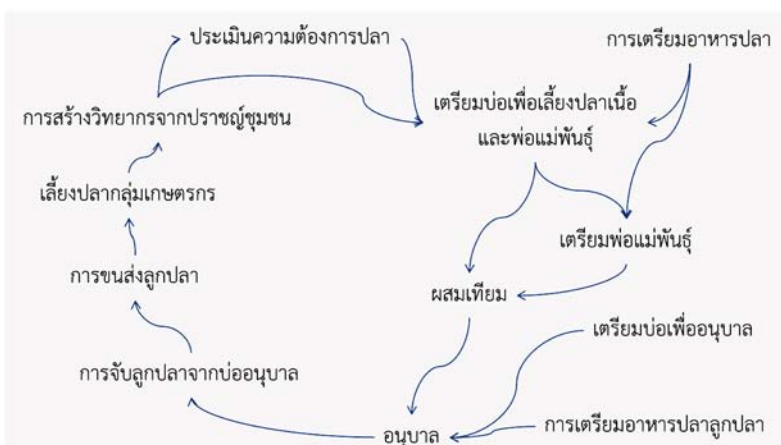 ประเมินความต้องการปลา
การเตรียมอาหารปลา
เตรียมบ่อเพื่อเลี้ยงปลาเนื้อ
และพ่อแม่พันธุ์
การสร้างวิทยากรจากปราชญ์ชุมชน
เลี้ยงปลากลุ่มเกษตรกร
เตรียมพ่อแม่พันธุ์
การขนส่งลูกปลา
ผสมเทียม
เตรียมบ่อเพื่ออนุบาล
การจับลูกปลาจากบ่ออนุบาล
การเตรียมอาหารปลาลูกปลา
อนุบาล